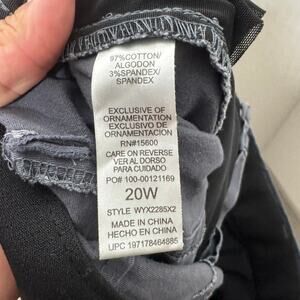 97%COTTON/
ALGODON
3%SPANDEX/
SPANDEX
EXCLUSIVE OF
ORNAMENTATION
EXCLUSIVO DE
ORNAMENTACION
RN#15600
CARE ON REVERSE
VER AL DORSO
PARA CUIDADO
PO# 100-00121169
20W
STYLE WYX2285X2
MADE IN CHINA
HECHO EN CHINA
UPC 197178464885